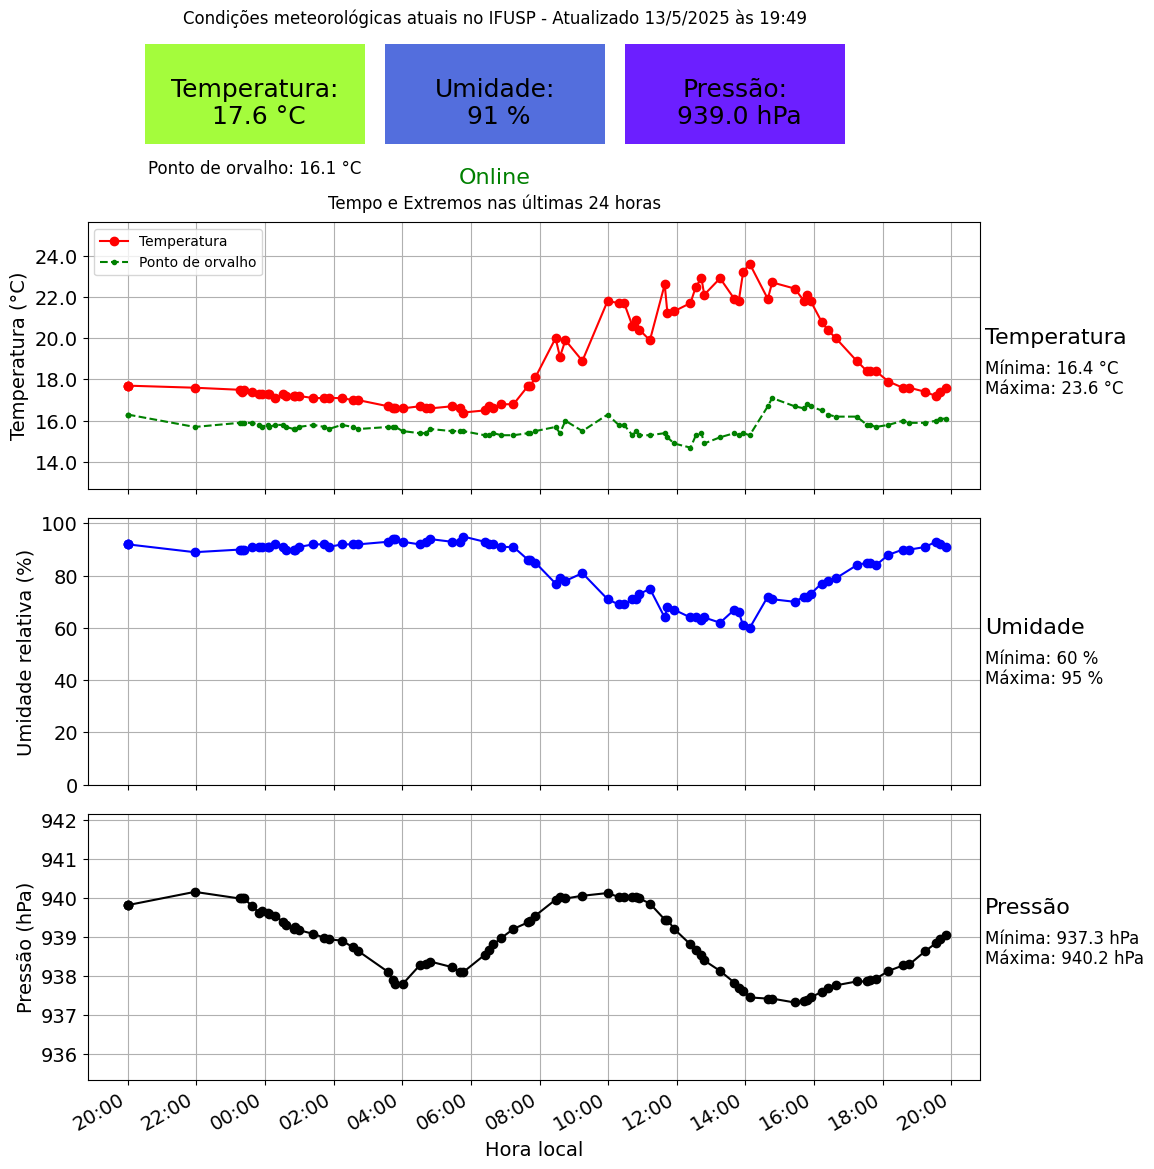 Condições meteorológicas atuais no IFUSP - Atualizado 13/5/2025 às 19:49
Temperatura:
17.6 °C
Umidade:
91 %
Pressão:
939.0 hPa
Ponto de orvalho: 16.1 °C
Online
Tempo e Extremos nas últimas 24 horas
Temperatura (°C)
24.0
22.0
20.0
18.0
16.0
14.0
Temperatura
Ponto de orvalho
Temperatura
Mínima: 16.4 °C
Máxima: 23.6 °C
Umidade relativa (%)
100
80
60
40
20
0
Umidade
Mínima: 60 %
Máxima: 95 %
Pressão (hPa)
942
941
940
939
938
937
936
Pressão
Mínima: 937.3 hPa
Máxima: 940.2 hPa
20:00 22:00 00:00 02:00 04:00 06:00 08:00 10:00 12:00 14:00 16:00 18:00 20:00
Hora local